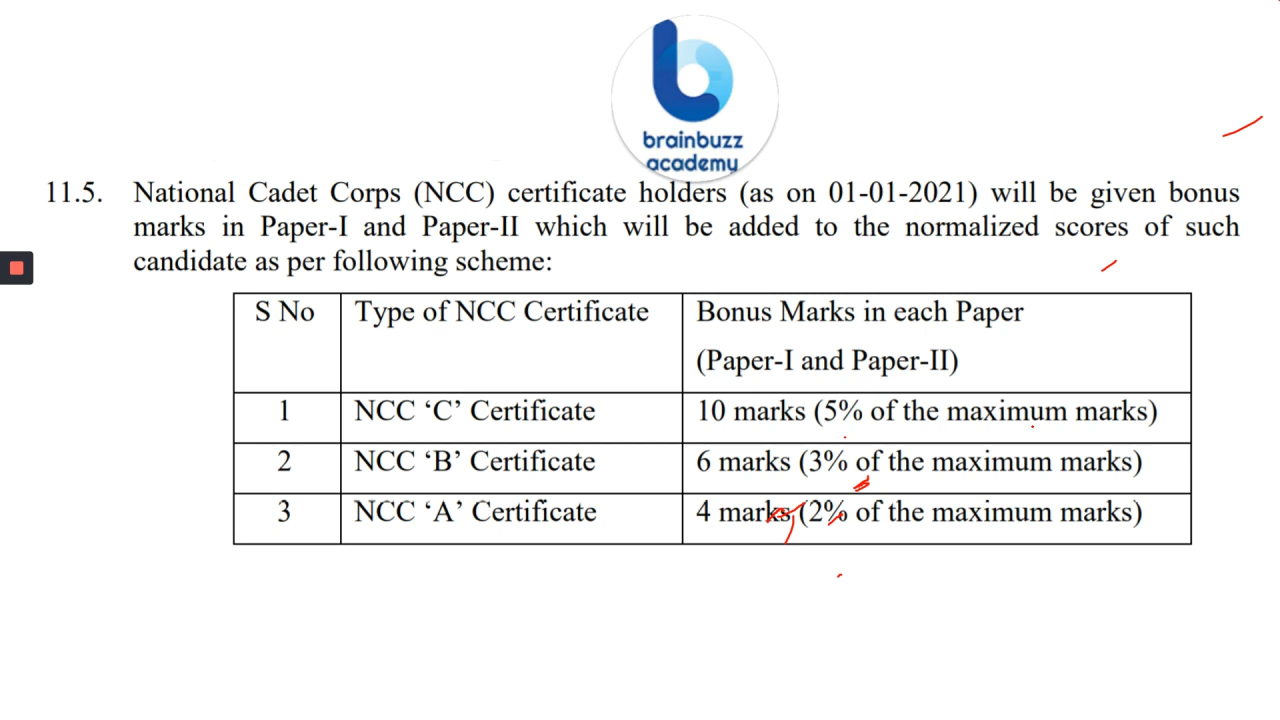 brainbuzz
academy
11.5. National Cadet Corps (NCC) certificate holders (as on 01-01-2021) will be given bonus
marks in Paper-I and Paper-II which will be added to the normalized scores of such
candidate as per following scheme:
S No Type of NCC Certificate Bonus Marks in each Paper
(Paper-I and Paper-II)
1 NCC ‘C’ Certificate 10 marks (5% of the maximum marks)
2 NCC ‘B’ Certificate 6 marks (3% of the maximum marks)
3 NCC ‘A’ Certificate 4 marks (2% of the maximum marks)